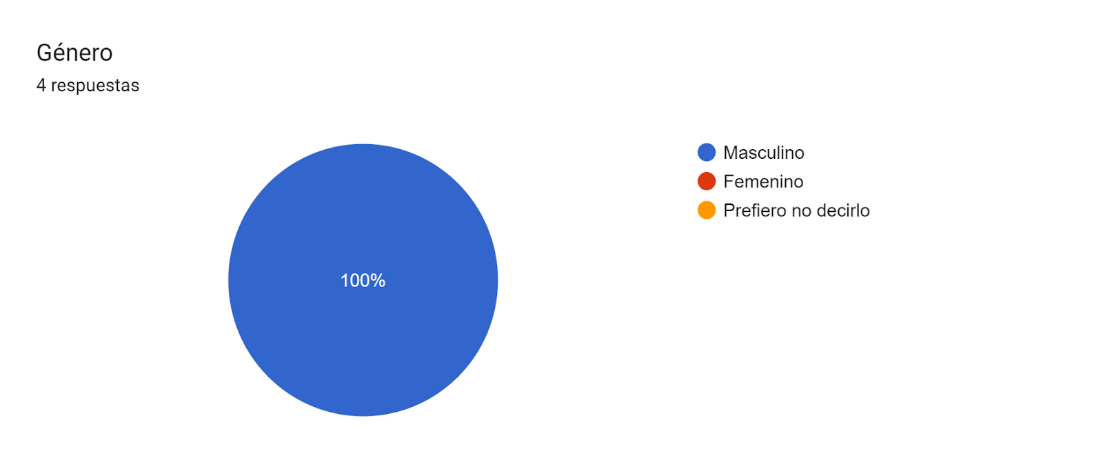 Género
4 respuestas
100%
Masculino
Femenino
Prefiero no decirlo